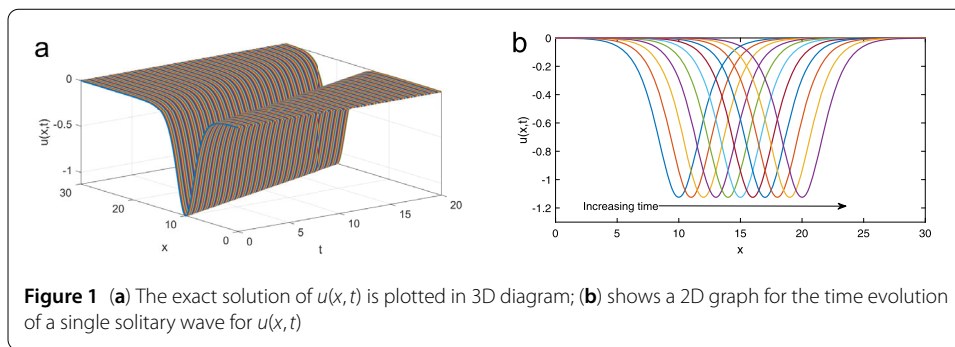 a
0
-0.5
-1
u(x,t)
30
20
10
0
x
0
5
10
15
20
t
b
0
-0.2
-0.4
-0.6
-0.8
-1
-1.2
u(x,t)
Increasing time
0
5
10
15
20
25
30
x
Figure 1 (a) The exact solution of u(x, t) is plotted in 3D diagram; (b) shows a 2D graph for the time evolution
of a single solitary wave for u(x, t)